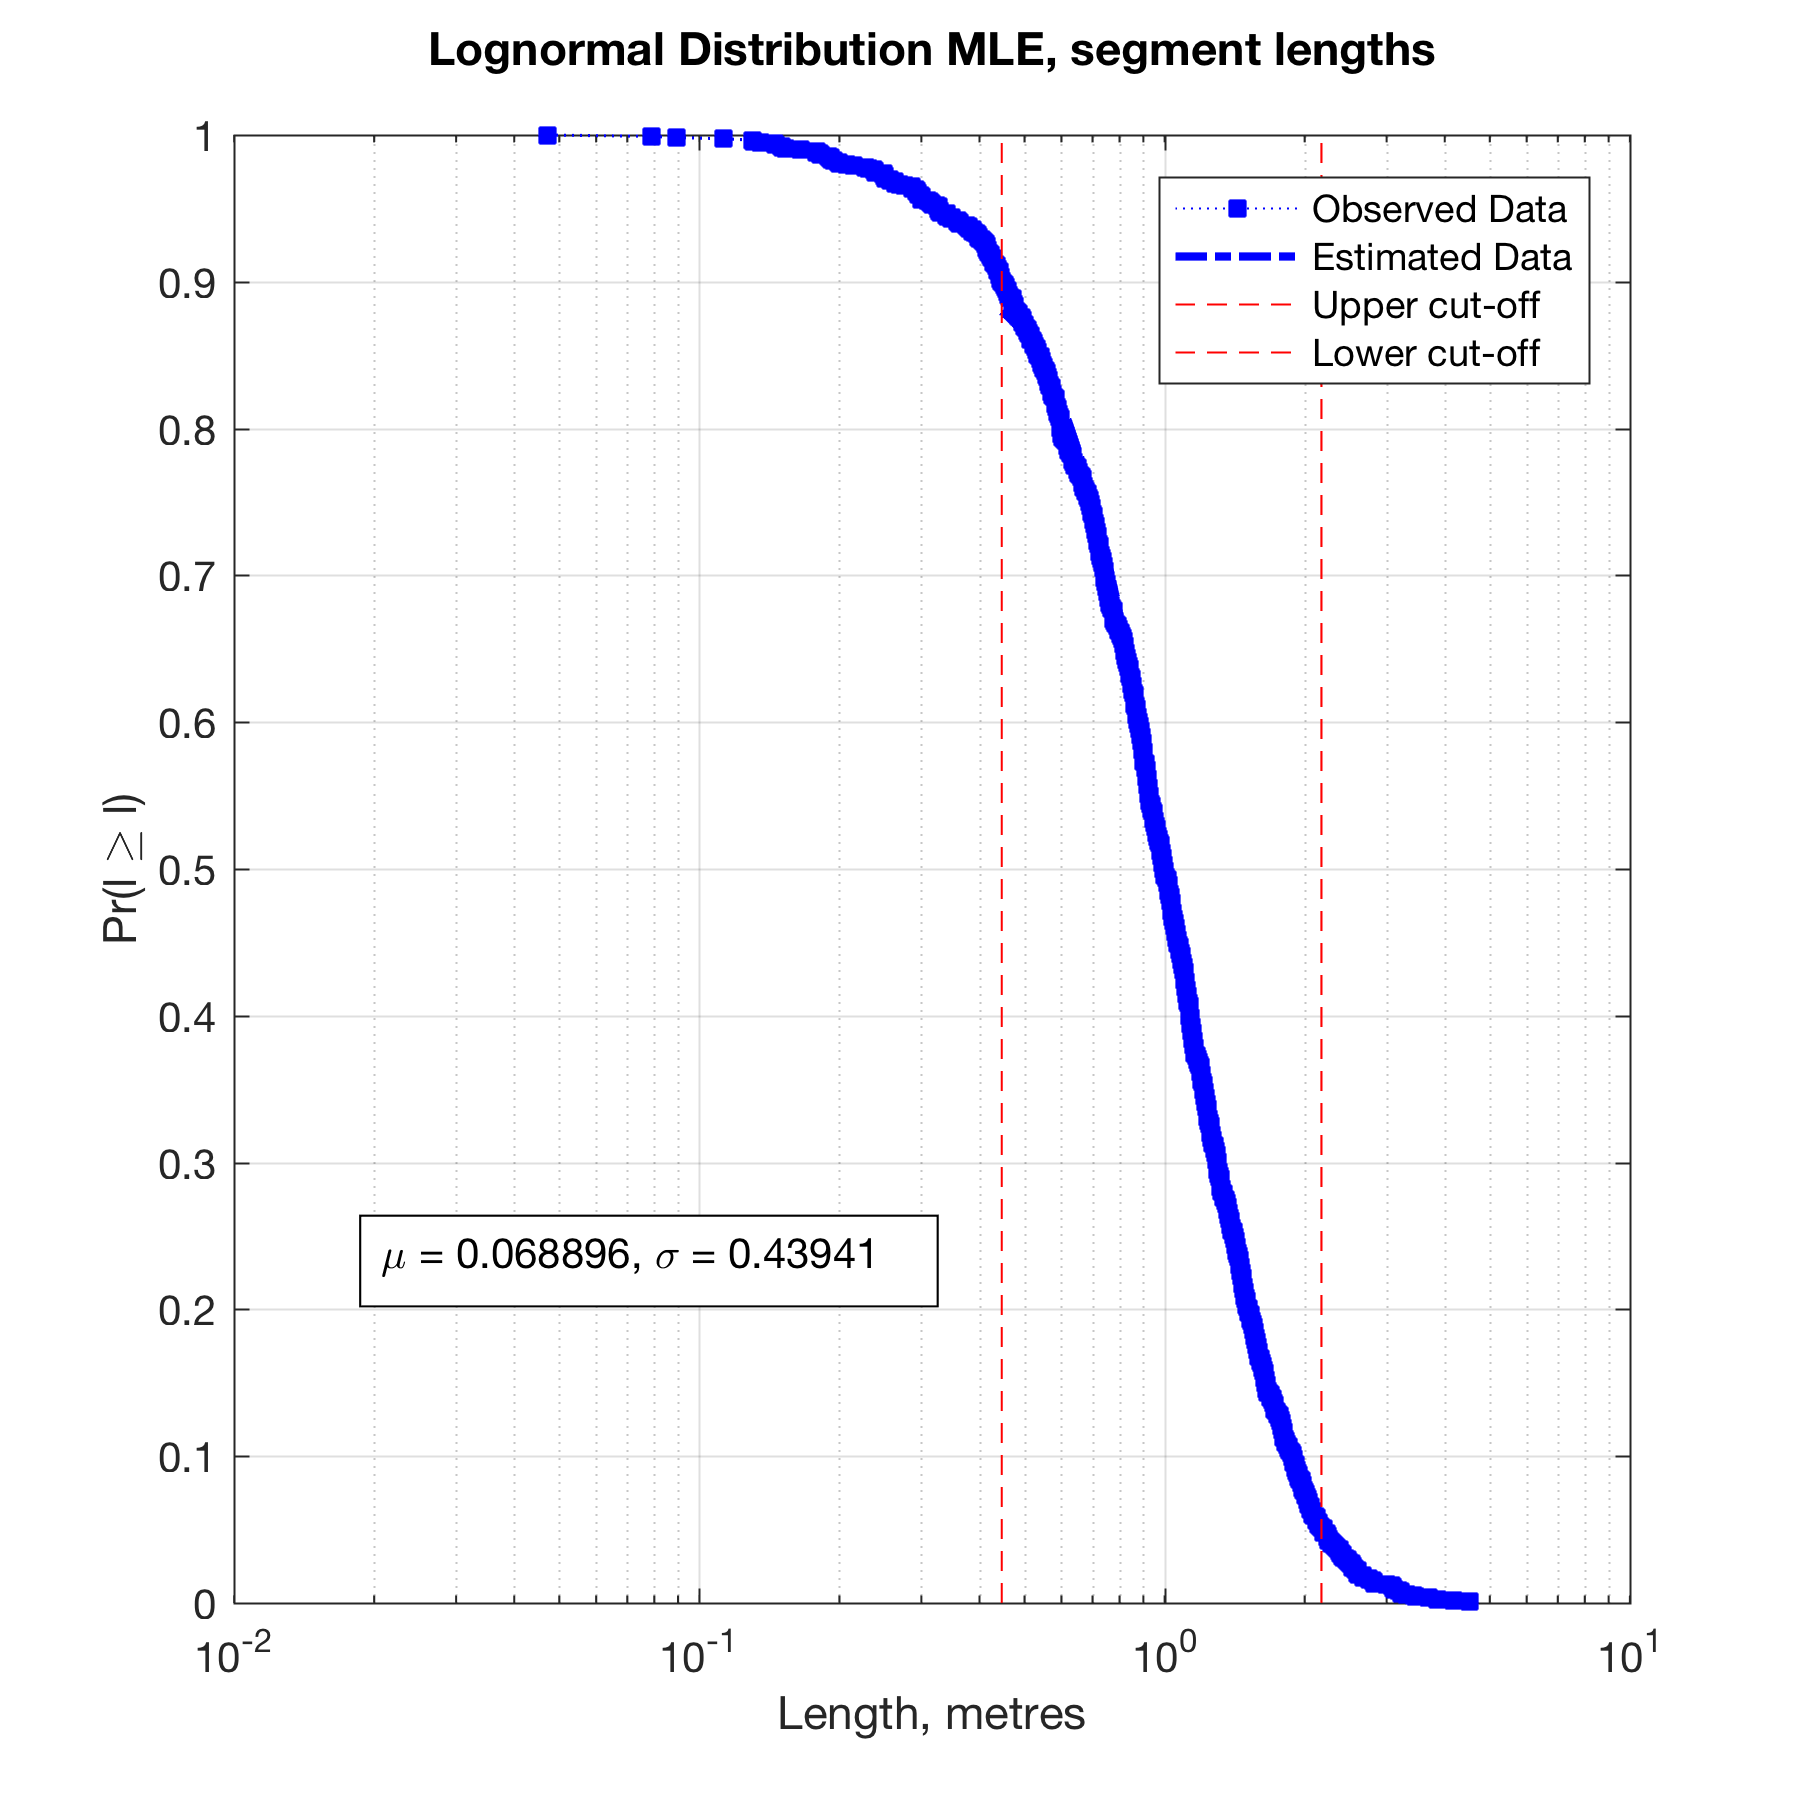 Lognormal Distribution MLE, segment lengths
1
0.9
0.8
0.7
0.6
0.5
0.4
0.3
0.2
0.1
0
Pr(l ≥ l)
Observed Data
Estimated Data
Upper cut-off
Lower cut-off
μ = 0.068896, σ = 0.43941
10^-2 10^-1 10^0 10^1
Length, metres